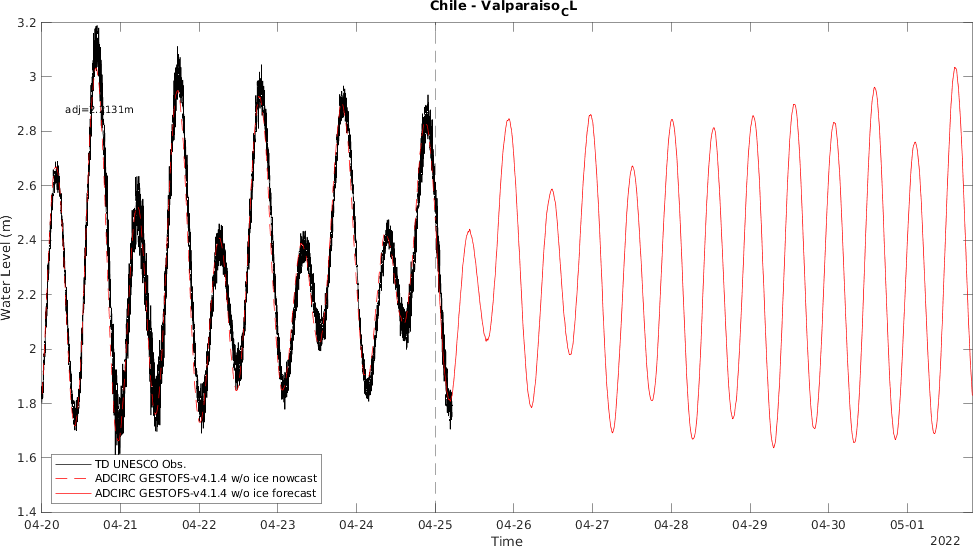 Chile - Valparaiso_CL
3.2
3
2.8
2.6
2.4
2.2
2
1.8
1.6
1.4
Water Level (m)
TD UNESCO Obs.
ADCIRC GESTOFS-v4.1.4 w/o ice nowcast
ADCIRC GESTOFS-v4.1.4 w/o ice forecast
04-20 04-21 04-22 04-23 04-24 04-25 04-26 04-27 04-28 04-29 04-30 05-01
Time
2022